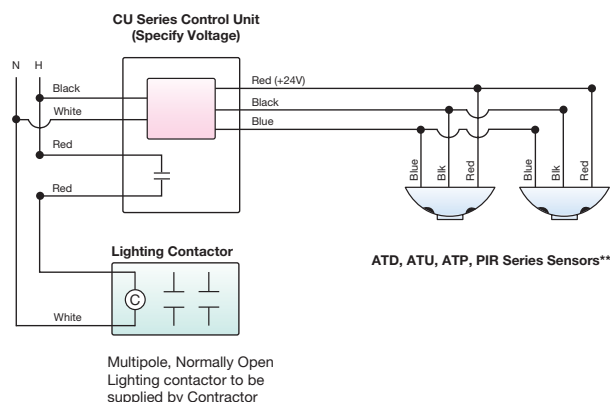 CU Series Control Unit
(Specify Voltage)
N H
Black
White
Red
Red
Red (+24V)
Black
Blue
Blue
Blk
Red
Blue
Blk
Red
Lighting Contactor
C
White
ATD, ATU, ATP, PIR Series Sensors**
Multipole, Normally Open
Lighting contactor to be
supplied by Contractor